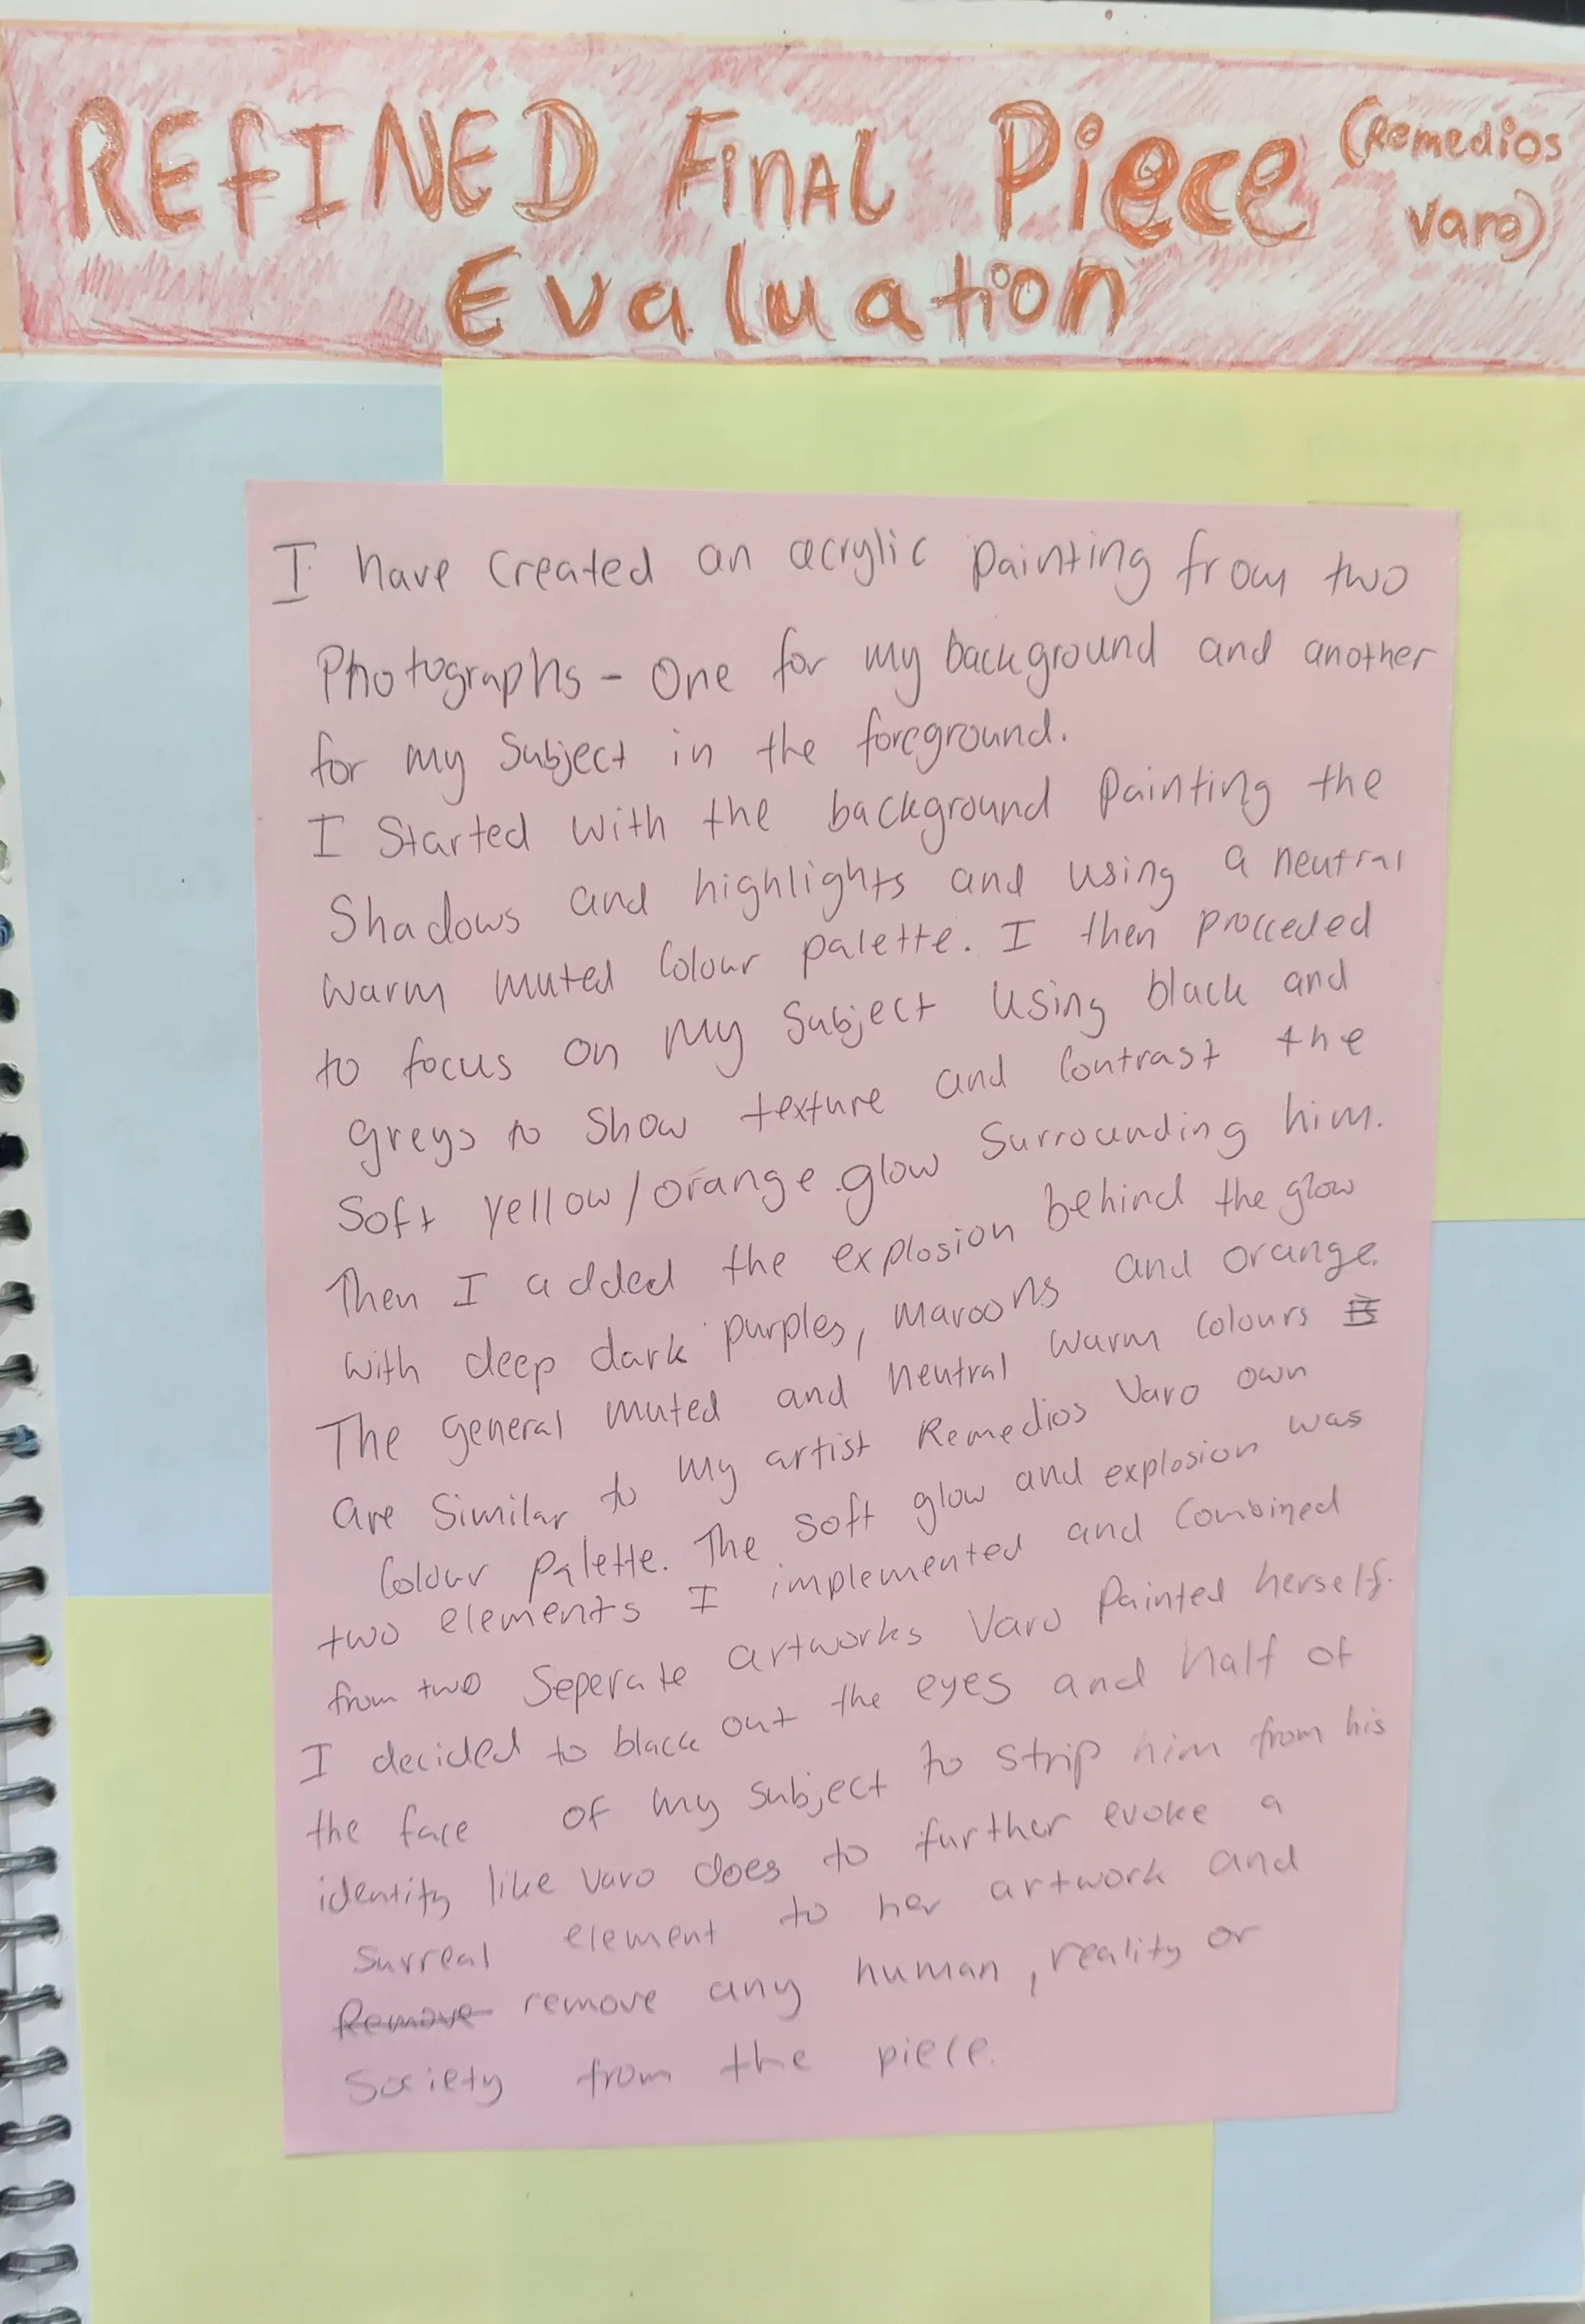 REFINED FINAL Piece (Remedios
Varo)
Evaluation
I have created an acrylic painting from two
Photographs - One for my background and another
for my subject in the foreground.
I started with the background painting the
Shadows and highlights and using a neutral
warm muted colour palette. I then procceded
to focus on my subject using black and
greys to show texture and contrast the
soft yellow/orange glow surrounding him.
Then I added the explosion behind the glow
with deep dark purples, maroons and orange.
The general muted and neutral warm colours
are similar to my artist Remedios Varo own
colour palette. The soft glow and explosion was
two elements I implemented and combined
from two seperate artworks Varo painted herself.
I decided to black out the eyes and half of
the face of my subject to strip him from his
identity like Varo does to further evoke a
surreal element to her artwork and
Remove remove any human, reality or
society from the piece.